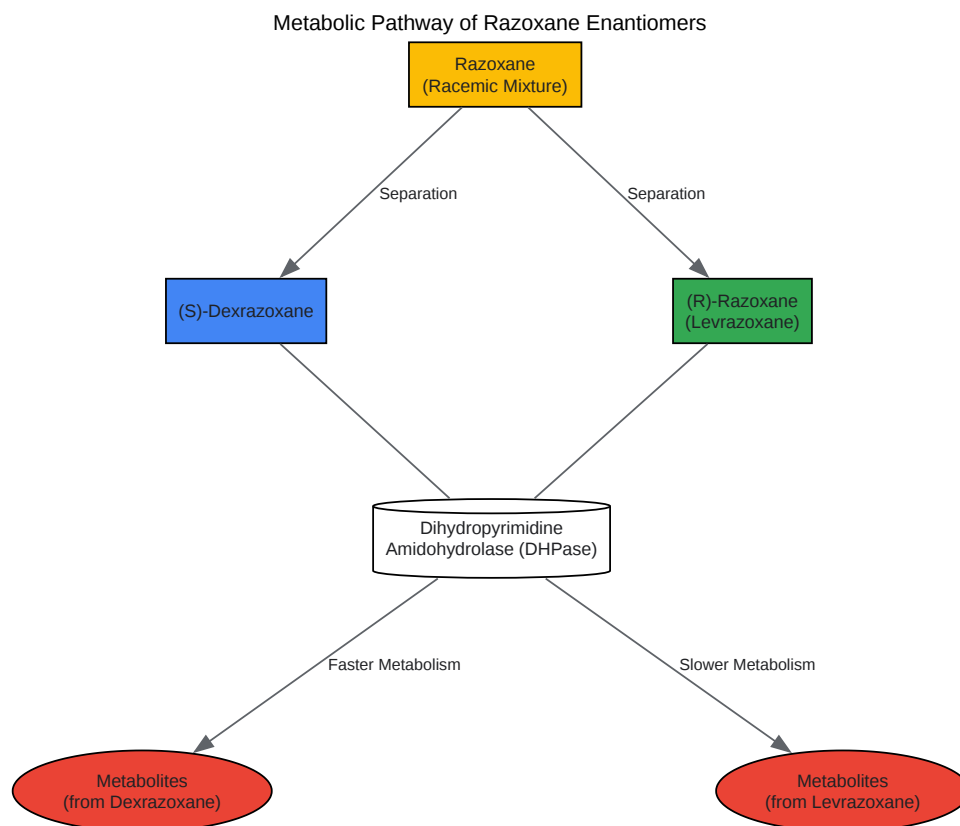 Metabolic Pathway of Razoxane Enantiomers
Razoxane
(Racemic Mixture)
Separation
Separation
(S)-Dexrazoxane
(R)-Razoxane
(Levrazoxane)
Dihydropyrimidine
Amidohydrolase (DHPase)
Faster Metabolism
Slower Metabolism
Metabolites
(from Dexrazoxane)
Metabolites
(from Levrazoxane)